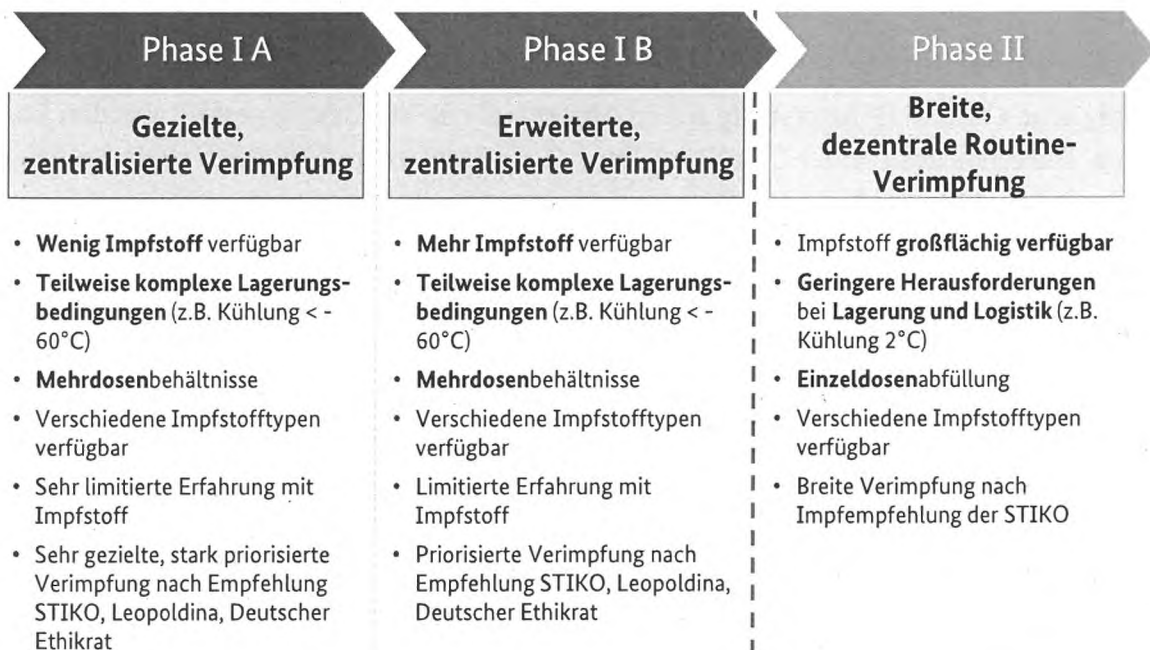 Phase I A
Gezielte,
zentralisierte Verimpfung
• Wenig Impfstoff verfügbar
• Teilweise komplexe Lagerungs-
bedingungen (z.B. Kühlung < -
60°C)
• Mehrdosenbehältnisse
• Verschiedene Impfstofftypen
verfügbar
• Sehr limitierte Erfahrung mit
Impfstoff
• Sehr gezielte, stark priorisierte
Verimpfung nach Empfehlung
STIKO, Leopoldina, Deutscher
Ethikrat
Phase I B
Erweiterte,
zentralisierte Verimpfung
• Mehr Impfstoff verfügbar
• Teilweise komplexe Lagerungs-
bedingungen (z.B. Kühlung < -
60°C)
• Mehrdosenbehältnisse
• Verschiedene Impfstofftypen
verfügbar
• Limitierte Erfahrung mit
Impfstoff
• Priorisierte Verimpfung nach
Empfehlung STIKO, Leopoldina,
Deutscher Ethikrat
Phase II
Breite,
dezentrale Routine-
Verimpfung
• Impfstoff großflächig verfügbar
• Geringere Herausforderungen
bei Lagerung und Logistik (z.B.
Kühlung 2°C)
• Einzeldosenabfüllung
• Verschiedene Impfstofftypen
verfügbar
• Breite Verimpfung nach
Impfempfehlung der STIKO